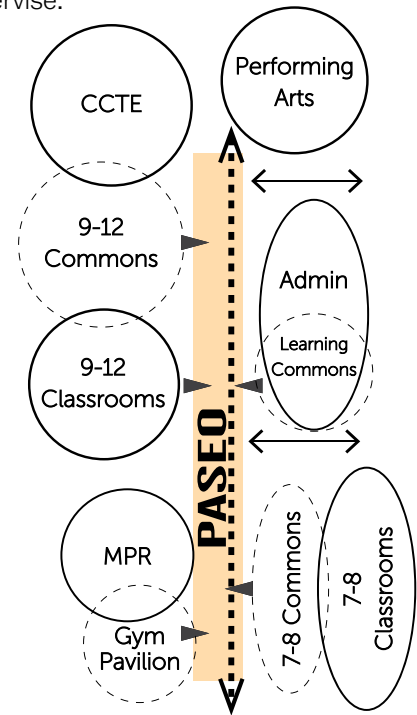 ervise.
CCTE
Performing
Arts
9-12
Commons
Admin
Learning
Commons
9-12
Classrooms
PASEO
MPR
Gym
Pavilion
7-8 Commons
7-8
Classrooms